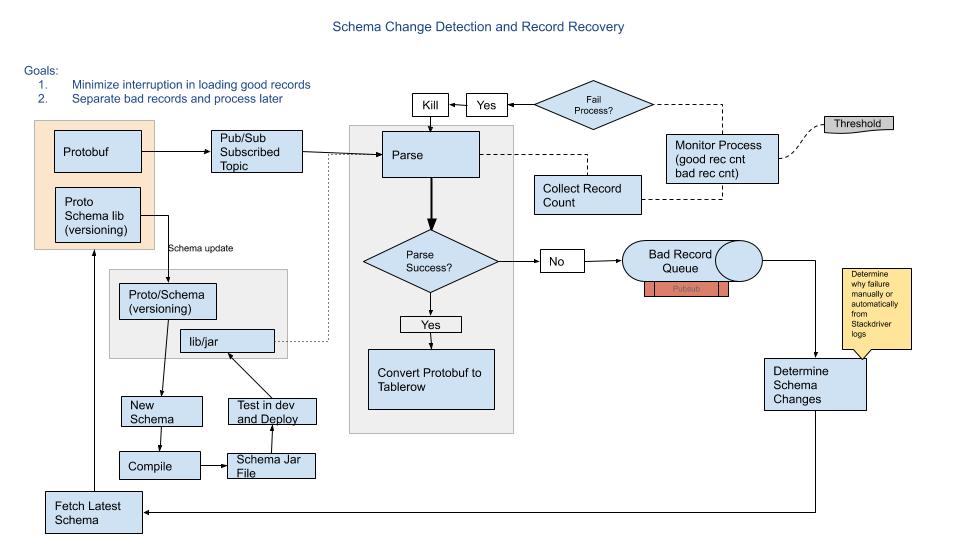 Schema Change Detection and Record Recovery
Goals:
1. Minimize interruption in loading good records
2. Separate bad records and process later
Kill
Yes
Fail
Process?
Threshold
Protobuf
Pub/Sub
Subscribed
Topic
Parse
Monitor Process
(good rec cnt
bad rec cnt)
Collect Record
Count
Proto
Schema lib
(versioning)
Schema update
Parse
Success?
No
Bad Record
Queue
Pubsub
Determine
why failure
manually or
automatically
from
Stackdriver
logs
Proto/Schema
(versioning)
lib/jar
Yes
Convert Protobuf to
Tablerow
Determine
Schema
Changes
New
Schema
Test in dev
and Deploy
Compile
Schema Jar
File
Fetch Latest
Schema